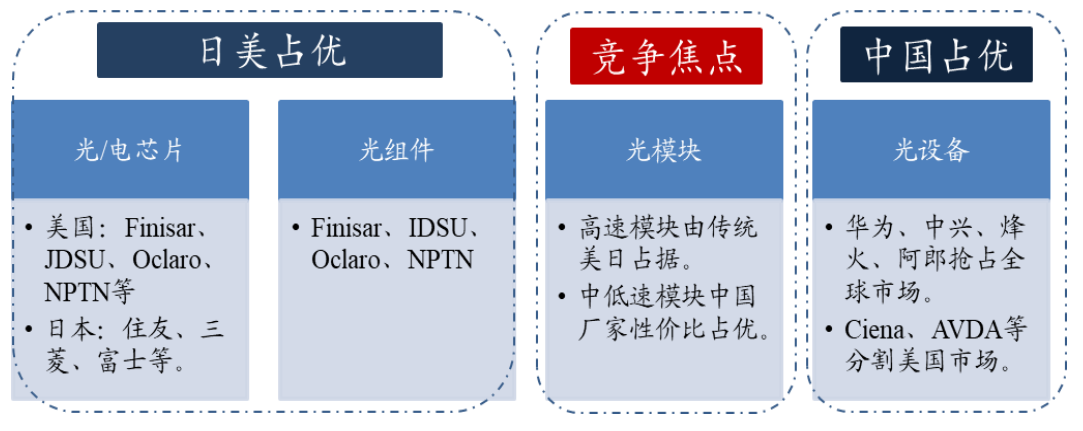 日美占优
光/电芯片
• 美国：Finisar、
JDSU、Oclaro、
NPTN等
• 日本：住友、三
菱、富士等。
光组件
• Finisar、IDSU、
Oclaro、NPTN
竞争焦点
光模块
• 高速模块由传统
美日占据。
• 中低速模块中国
厂家性价比占优。
中国占优
光设备
• 华为、中兴、烽
火、阿郎抢占全
球市场。
• Ciena、AVDA等
分割美国市场。